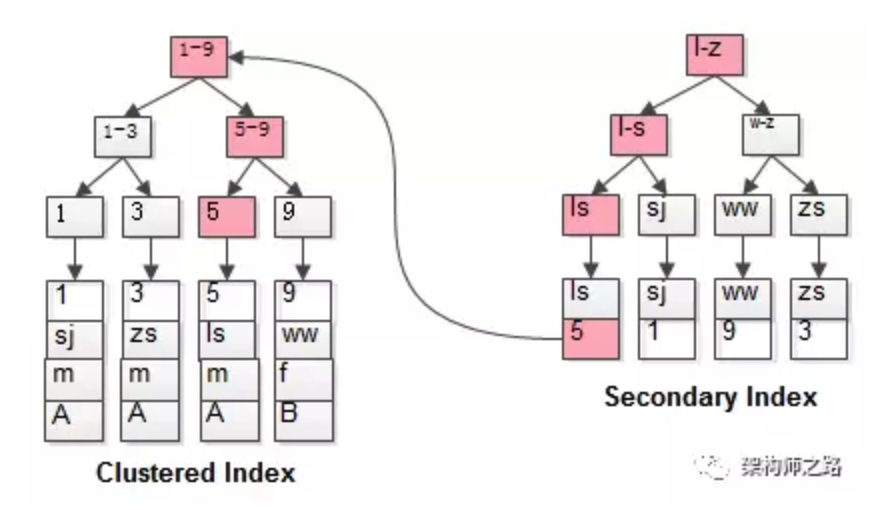 1-9
1-3
5-9
1
3
5
9
1
sj
m
A
3
zs
m
A
5
ls
m
A
9
ww
f
B
Clustered Index
l-z
l-s
w-z
ls
sj
ww
zs
ls
5
sj
1
ww
9
zs
3
Secondary Index
架构师之路